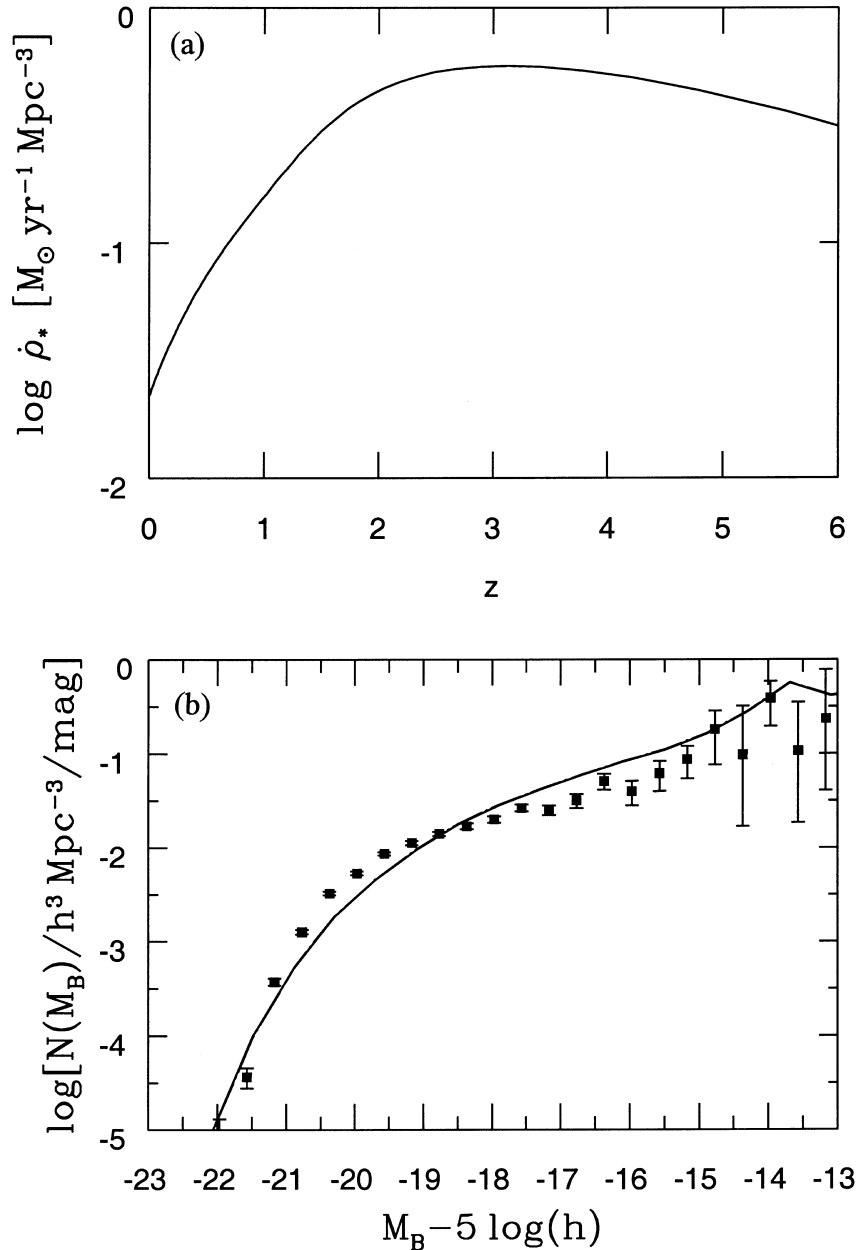 (a)
0
-1
-2
log ρ̇* [M⊙ yr⁻¹ Mpc⁻³]
0 1 2 3 4 5 6
z
(b)
0
-1
-2
-3
-4
-5
log[N(M_B)/h³ Mpc⁻³/mag]
-23 -22 -21 -20 -19 -18 -17 -16 -15 -14 -13
M_B−5 log(h)